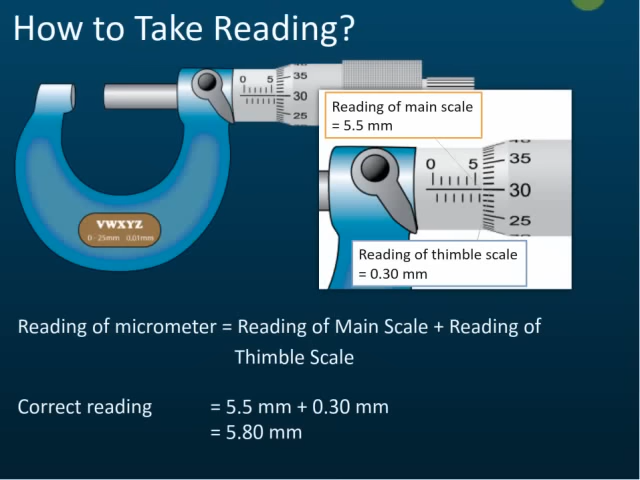 How to Take Reading?
0 5
35
30
25
VWXYZ
0 - 25mm 0.01mm
Reading of main scale
= 5.5 mm
0 5
35
30
25
Reading of thimble scale
= 0.30 mm
Reading of micrometer = Reading of Main Scale + Reading of
Thimble Scale
Correct reading = 5.5 mm + 0.30 mm
= 5.80 mm